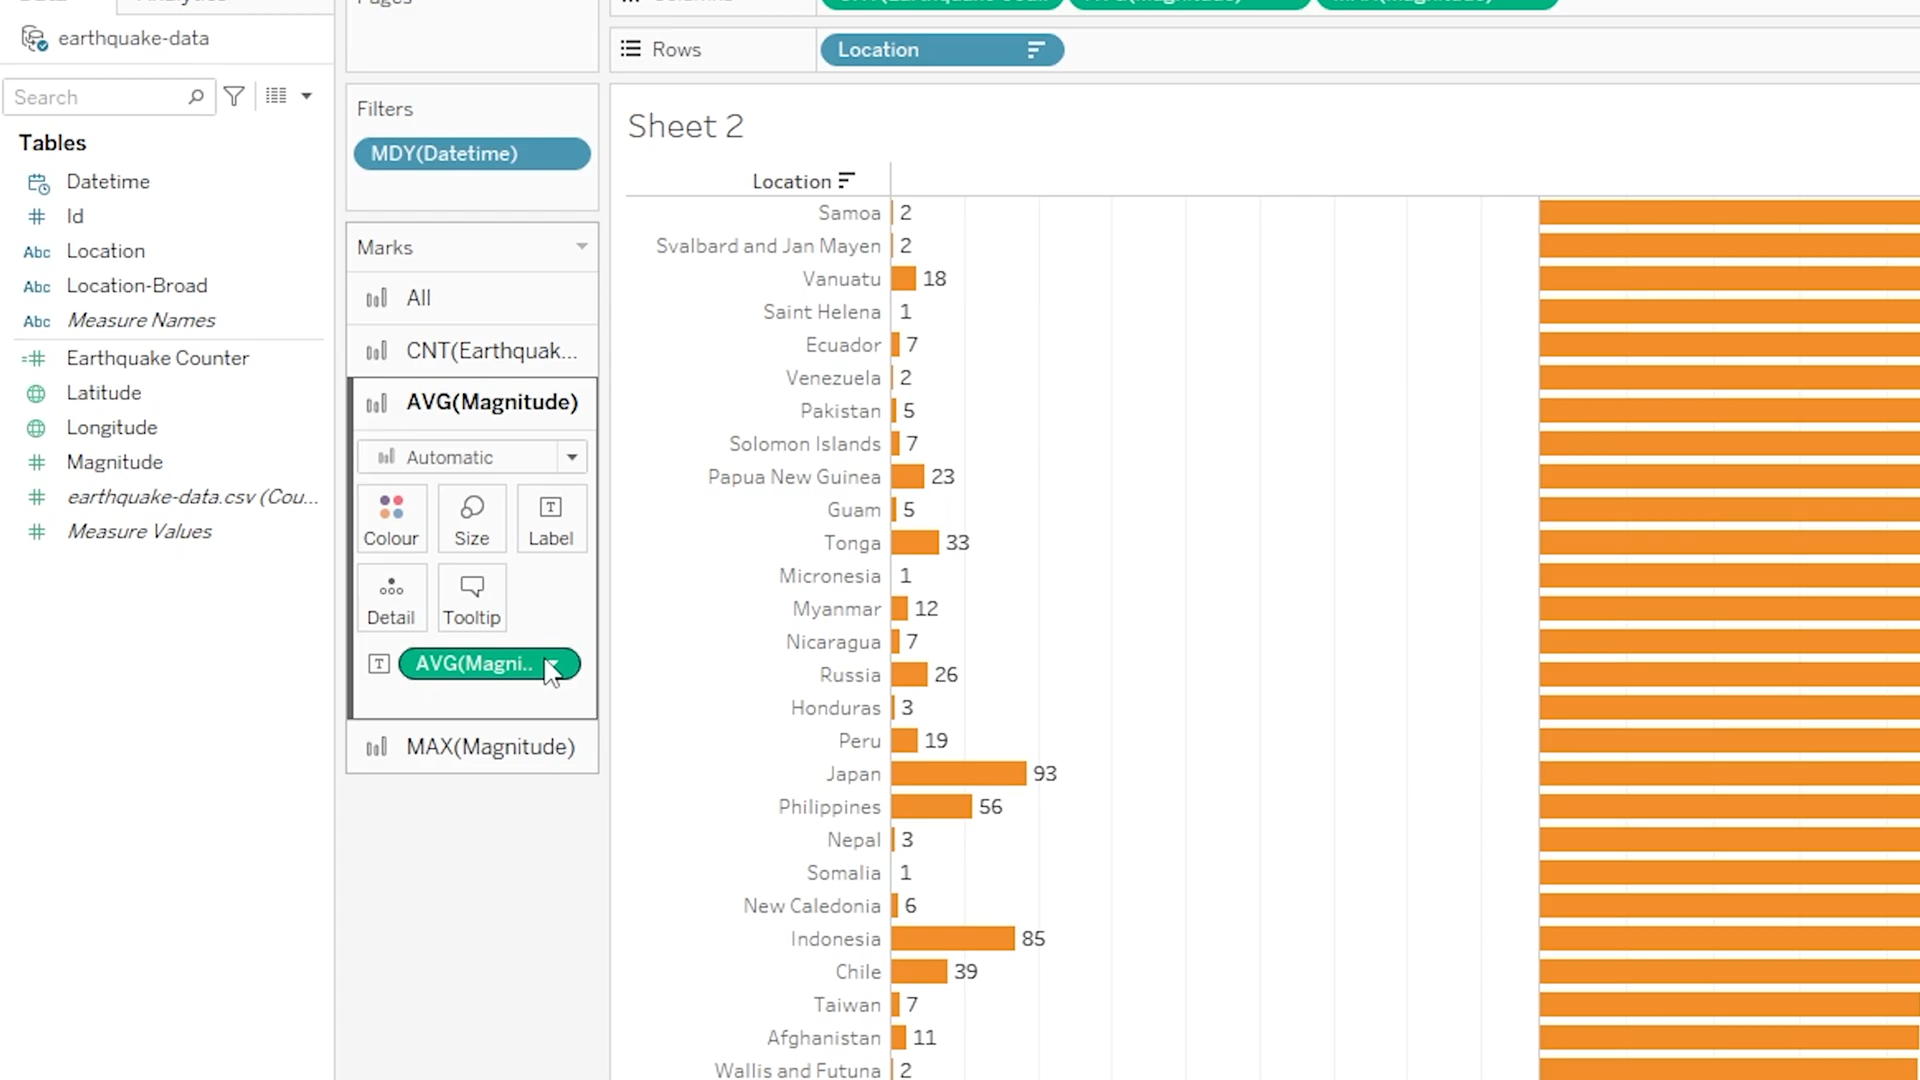 Pages
earthquake-data
Search
Tables
Datetime
# Id
Abc Location
Abc Location-Broad
Abc Measure Names
=# Earthquake Counter
Latitude
Longitude
# Magnitude
# earthquake-data.csv (Cou...
# Measure Values
Filters
MDY(Datetime)
Marks
All
CNT(Earthquak...
AVG(Magnitude)
Automatic
Colour
Size
T Label
Detail
Tooltip
T AVG(Magni..
MAX(Magnitude)
Rows
Location
Sheet 2
Location
Samoa 2
Svalbard and Jan Mayen 2
Vanuatu 18
Saint Helena 1
Ecuador 7
Venezuela 2
Pakistan 5
Solomon Islands 7
Papua New Guinea 23
Guam 5
Tonga 33
Micronesia 1
Myanmar 12
Nicaragua 7
Russia 26
Honduras 3
Peru 19
Japan 93
Philippines 56
Nepal 3
Somalia 1
New Caledonia 6
Indonesia 85
Chile 39
Taiwan 7
Afghanistan 11
Wallis and Futuna 2